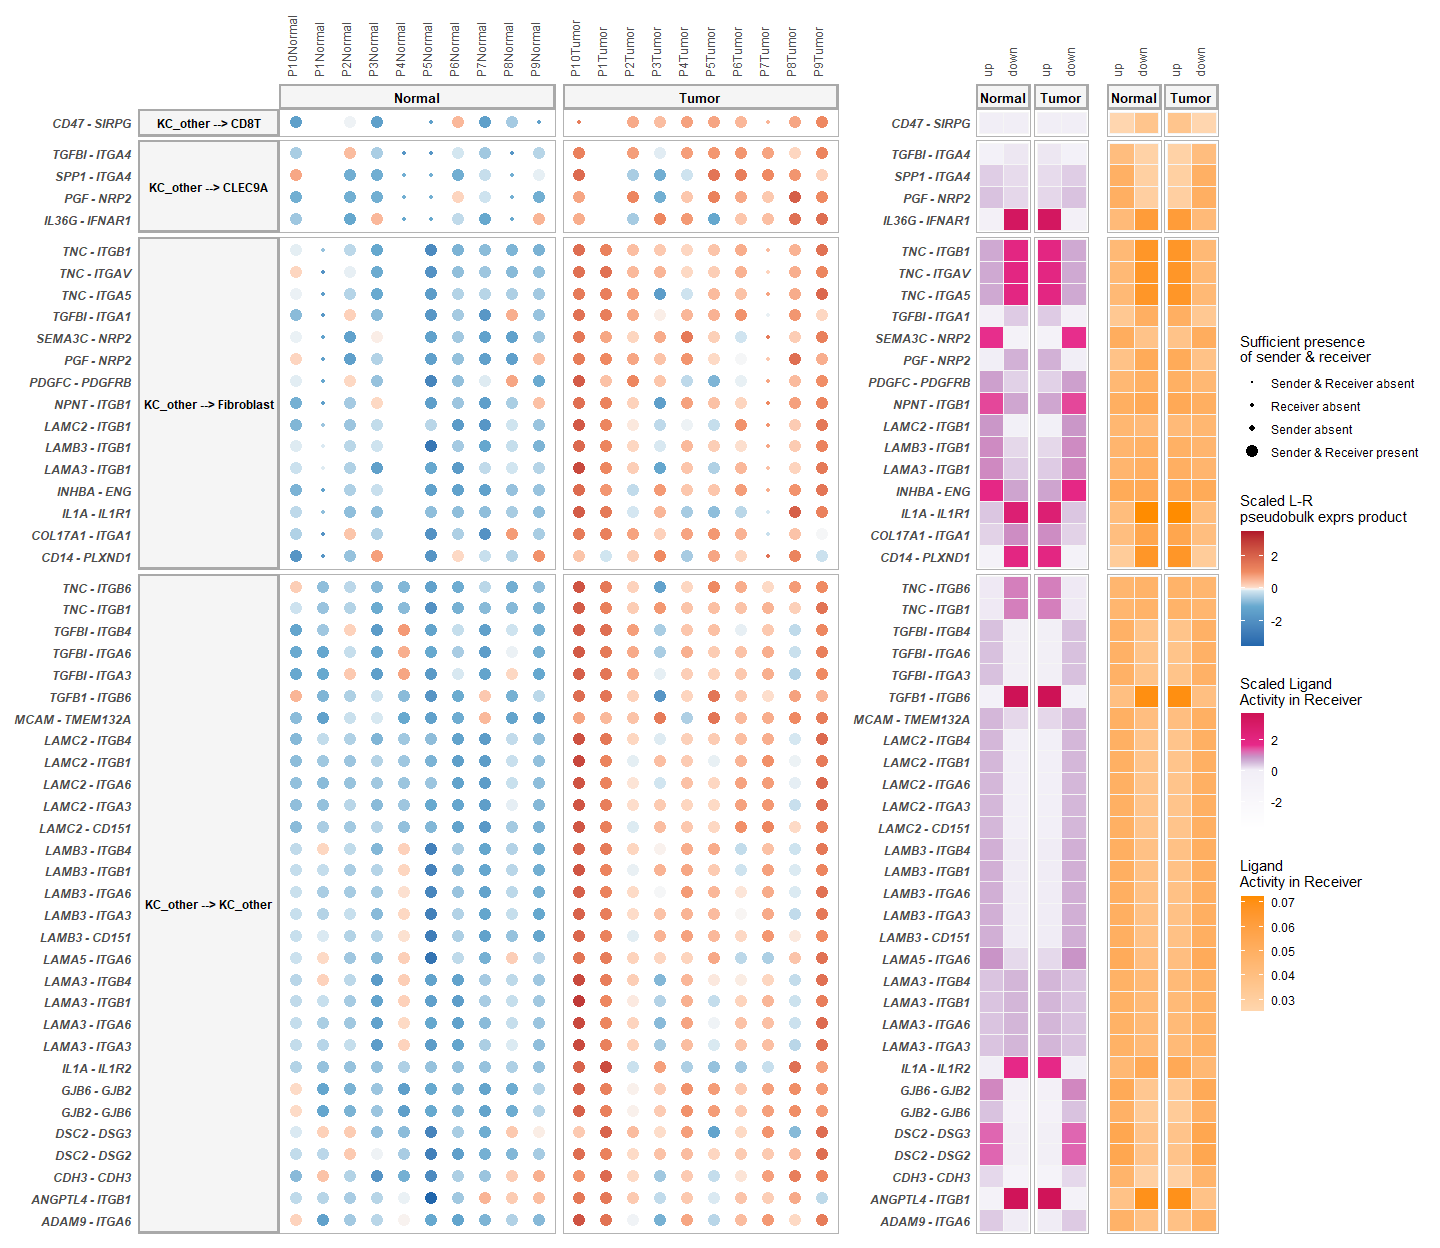 P10Normal P1Normal P2Normal P3Normal P4Normal P5Normal P6Normal P7Normal P8Normal P9Normal P10Tumor P1Tumor P2Tumor P3Tumor P4Tumor P5Tumor P6Tumor P7Tumor P8Tumor P9Tumor up down up down up down up down
Normal Tumor Normal Tumor Normal Tumor
CD47 - SIRPG KC_other --> CD8T CD47 - SIRPG
TGFBI - ITGA4 TGFBI - ITGA4
SPP1 - ITGA4 SPP1 - ITGA4
KC_other --> CLEC9A
PGF - NRP2 PGF - NRP2
IL36G - IFNAR1 IL36G - IFNAR1
TNC - ITGB1 TNC - ITGB1
TNC - ITGAV TNC - ITGAV
TNC - ITGA5 TNC - ITGA5
TGFBI - ITGA1 TGFBI - ITGA1
SEMA3C - NRP2 SEMA3C - NRP2
PGF - NRP2 PGF - NRP2
PDGFC - PDGFRB PDGFC - PDGFRB
NPNT - ITGB1 KC_other --> Fibroblast NPNT - ITGB1
LAMC2 - ITGB1 LAMC2 - ITGB1
LAMB3 - ITGB1 LAMB3 - ITGB1
LAMA3 - ITGB1 LAMA3 - ITGB1
INHBA - ENG INHBA - ENG
IL1A - IL1R1 IL1A - IL1R1
COL17A1 - ITGA1 COL17A1 - ITGA1
CD14 - PLXND1 CD14 - PLXND1
TNC - ITGB6 TNC - ITGB6
TNC - ITGB1 TNC - ITGB1
TGFBI - ITGB4 TGFBI - ITGB4
TGFBI - ITGA6 TGFBI - ITGA6
TGFBI - ITGA3 TGFBI - ITGA3
TGFB1 - ITGB6 TGFB1 - ITGB6
MCAM - TMEM132A MCAM - TMEM132A
LAMC2 - ITGB4 LAMC2 - ITGB4
LAMC2 - ITGB1 LAMC2 - ITGB1
LAMC2 - ITGA6 LAMC2 - ITGA6
LAMC2 - ITGA3 LAMC2 - ITGA3
LAMC2 - CD151 LAMC2 - CD151
LAMB3 - ITGB4 LAMB3 - ITGB4
LAMB3 - ITGB1 LAMB3 - ITGB1
LAMB3 - ITGA6 LAMB3 - ITGA6
KC_other --> KC_other
LAMB3 - ITGA3 LAMB3 - ITGA3
LAMB3 - CD151 LAMB3 - CD151
LAMA5 - ITGA6 LAMA5 - ITGA6
LAMA3 - ITGB4 LAMA3 - ITGB4
LAMA3 - ITGB1 LAMA3 - ITGB1
LAMA3 - ITGA6 LAMA3 - ITGA6
LAMA3 - ITGA3 LAMA3 - ITGA3
IL1A - IL1R2 IL1A - IL1R2
GJB6 - GJB2 GJB6 - GJB2
GJB2 - GJB6 GJB2 - GJB6
DSC2 - DSG3 DSC2 - DSG3
DSC2 - DSG2 DSC2 - DSG2
CDH3 - CDH3 CDH3 - CDH3
ANGPTL4 - ITGB1 ANGPTL4 - ITGB1
ADAM9 - ITGA6 ADAM9 - ITGA6
Sufficient presence
of sender & receiver
Sender & Receiver absent
Receiver absent
Sender absent
Sender & Receiver present
Scaled L-R
pseudobulk exprs product
2
0
-2
Scaled Ligand
Activity in Receiver
2
0
-2
Ligand
Activity in Receiver
0.07
0.06
0.05
0.04
0.03